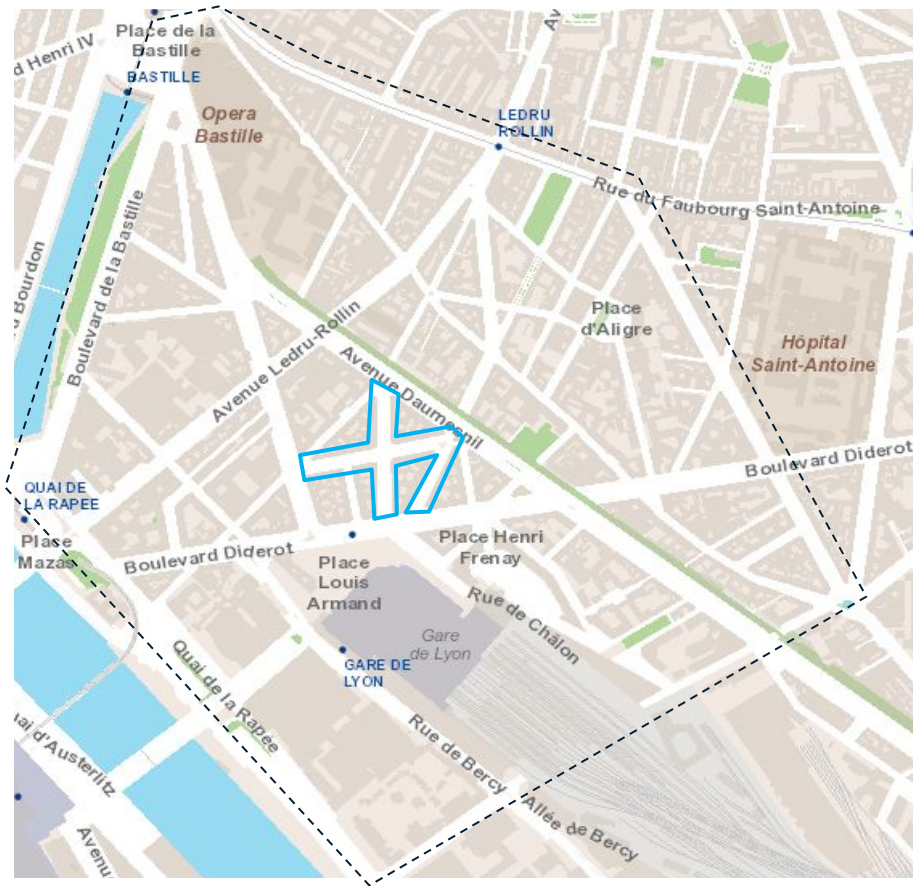 Place de la
Bastille
d Henri IV
BASTILLE
Opera
Bastille
LEDRU
ROLLIN
Av
Rue du Faubourg Saint-Antoine
Boulevard de la Bastille
d Bourdon
Place
d'Aligre
Hôpital
Saint-Antoine
Avenue Ledru-Rollin
Avenue Daumesnil
Boulevard Diderot
QUAI DE
LA RAPEE
Place
Mazas
Boulevard Diderot
Place Henri
Frenay
Place
Louis
Armand
Rue de Châlon
Gare
de Lyon
GARE DE
LYON
Quai de la Rapée
Rue de Bercy
Allée de Bercy
uai d'Austerlitz
Avenue